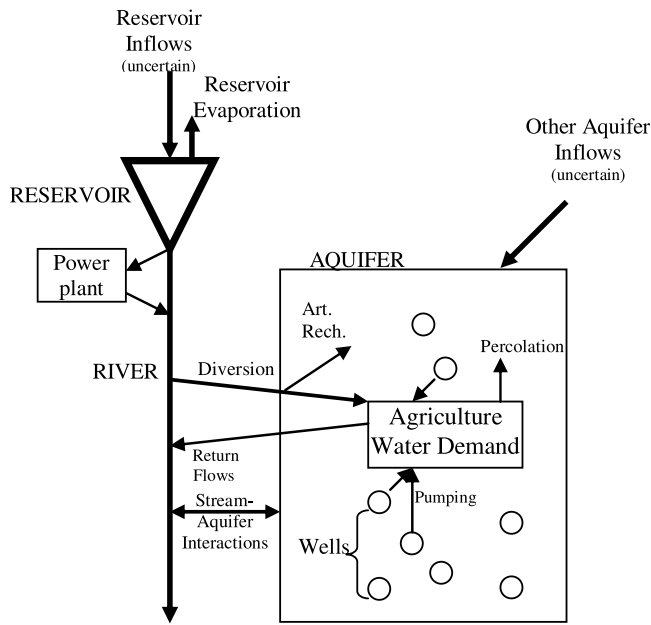 Reservoir
Inflows
(uncertain)
Reservoir
Evaporation
Other Aquifer
Inflows
(uncertain)
RESERVOIR
Power
plant
AQUIFER
Art.
Rech.
Percolation
RIVER
Diversion
Agriculture
Water Demand
Return
Flows
Pumping
Stream-
Aquifer
Interactions
Wells